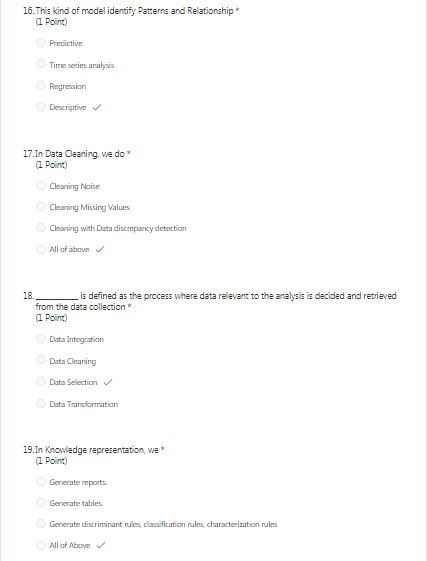 16.This kind of model identify Patterns and Relationship *
(1 Point)
Predictive
Time series analysis
Regression
Descriptive ✓
17.In Data Cleaning, we do *
(1 Point)
Cleaning Noise
Cleaning Missing Values
Cleaning with Data discrepancy detection
All of above ✓
18.________ is defined as the process where data relevant to the analysis is decided and retrieved
from the data collection *
(1 Point)
Data Integration
Data Cleaning
Data Selection ✓
Data Transformation
19.In Knowledge representation, we *
(1 Point)
Generate reports.
Generate tables.
Generate discriminant rules, classification rules, characterization rules
All of Above ✓